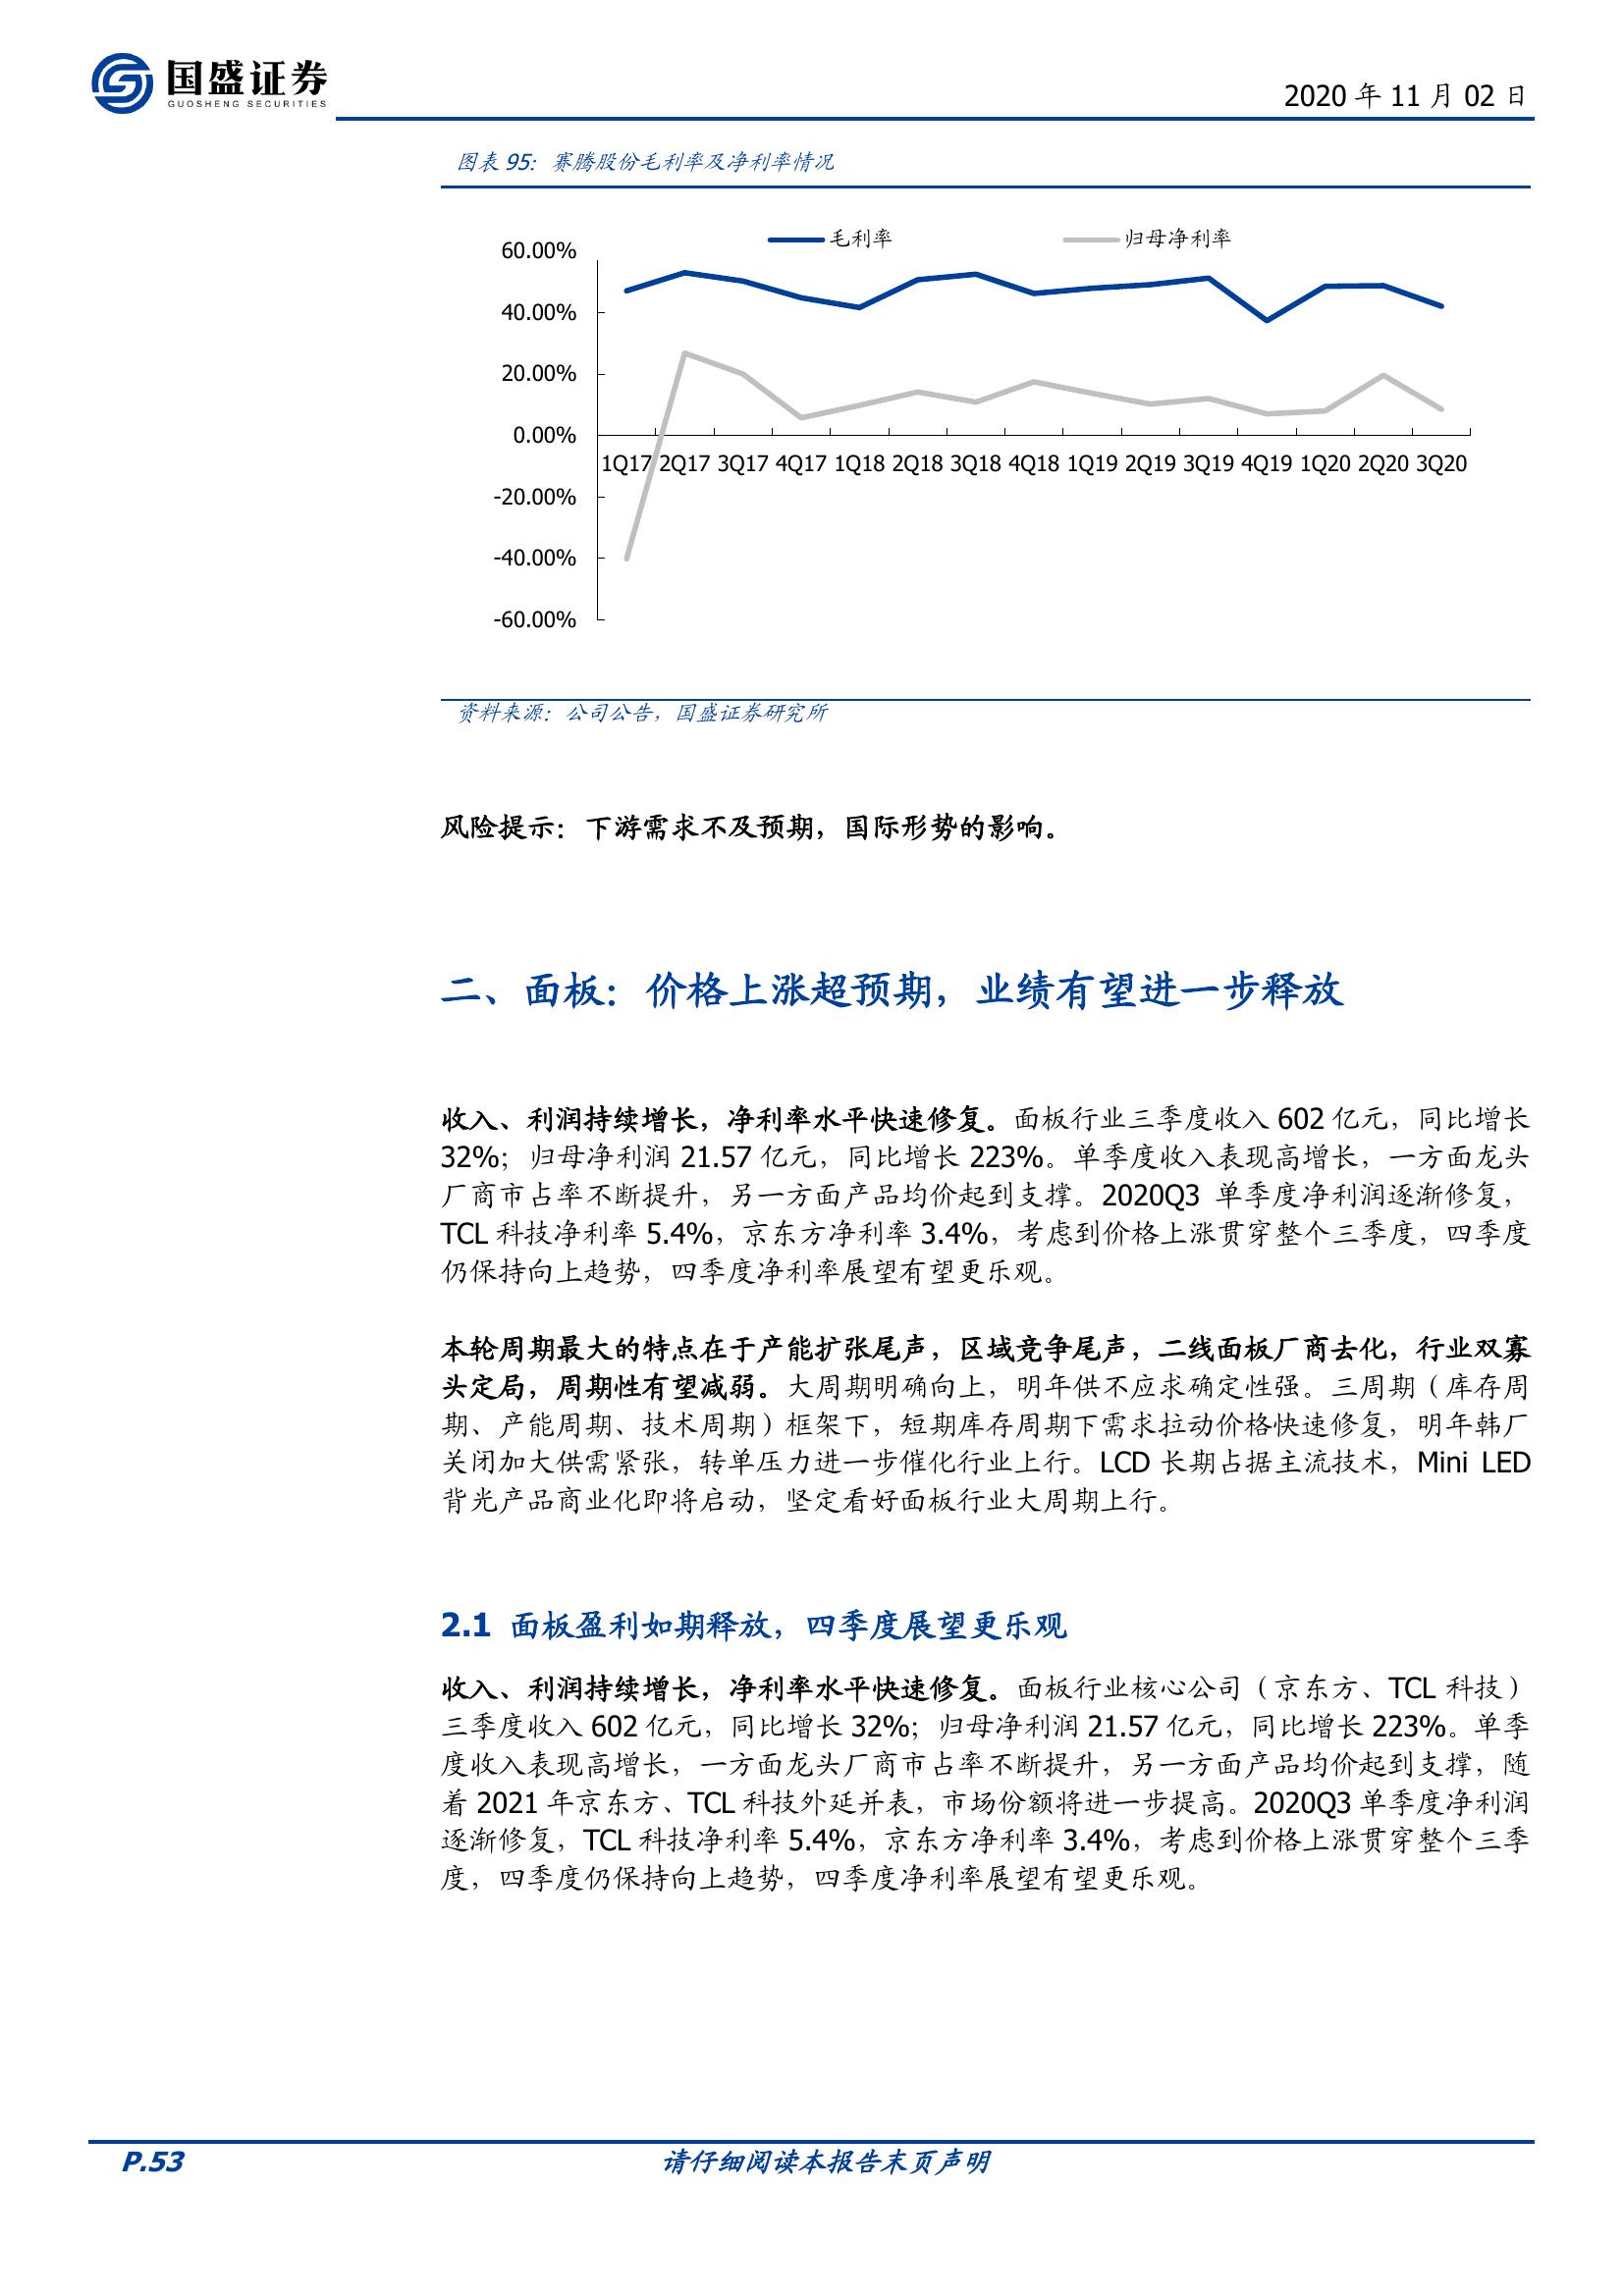 国盛证券
GUOSHENG SECURITIES
2020 年 11 月 02 日
图表 95：赛腾股份毛利率及净利率情况
毛利率
归母净利率
60.00%
40.00%
20.00%
0.00%
1Q17 2Q17 3Q17 4Q17 1Q18 2Q18 3Q18 4Q18 1Q19 2Q19 3Q19 4Q19 1Q20 2Q20 3Q20
-20.00%
-40.00%
-60.00%
资料来源：公司公告，国盛证券研究所
风险提示：下游需求不及预期，国际形势的影响。
二、面板：价格上涨超预期，业绩有望进一步释放
收入、利润持续增长，净利率水平快速修复。面板行业三季度收入 602 亿元，同比增长
32%；归母净利润 21.57 亿元，同比增长 223%。单季度收入表现高增长，一方面龙头
厂商市占率不断提升，另一方面产品均价起到支撑。2020Q3 单季度净利润逐渐修复，
TCL 科技净利率 5.4%，京东方净利率 3.4%，考虑到价格上涨贯穿整个三季度，四季度
仍保持向上趋势，四季度净利率展望有望更乐观。
本轮周期最大的特点在于产能扩张尾声，区域竞争尾声，二线面板厂商去化，行业双寡
头定局，周期性有望减弱。大周期明确向上，明年供不应求确定性强。三周期（库存周
期、产能周期、技术周期）框架下，短期库存周期下需求拉动价格快速修复，明年韩厂
关闭加大供需紧张，转单压力进一步催化行业上行。LCD 长期占据主流技术，Mini LED
背光产品商业化即将启动，坚定看好面板行业大周期上行。
2.1 面板盈利如期释放，四季度展望更乐观
收入、利润持续增长，净利率水平快速修复。面板行业核心公司（京东方、TCL 科技）
三季度收入 602 亿元，同比增长 32%；归母净利润 21.57 亿元，同比增长 223%。单季
度收入表现高增长，一方面龙头厂商市占率不断提升，另一方面产品均价起到支撑，随
着 2021 年京东方、TCL 科技外延并表，市场份额将进一步提高。2020Q3 单季度净利润
逐渐修复，TCL 科技净利率 5.4%，京东方净利率 3.4%，考虑到价格上涨贯穿整个三季
度，四季度仍保持向上趋势，四季度净利率展望有望更乐观。
P.53
请仔细阅读本报告末页声明